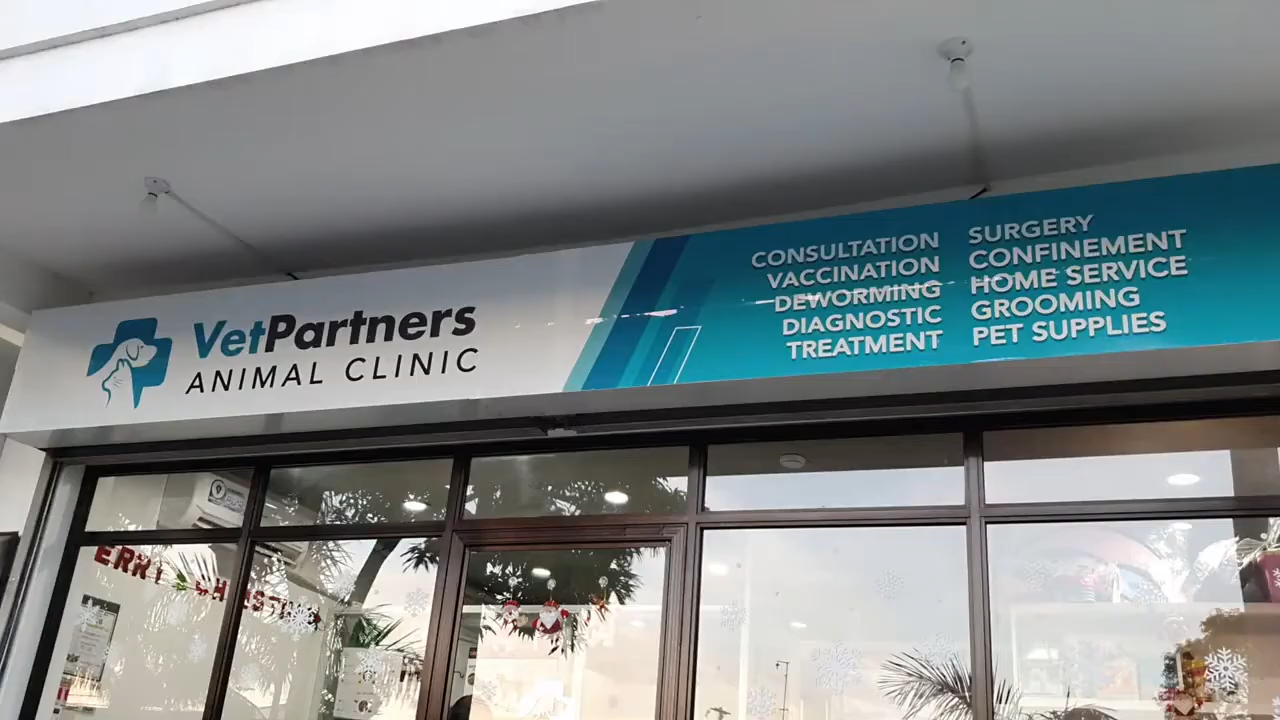 VetPartners
ANIMAL CLINIC
CONSULTATION
VACCINATION
DEWORMING
DIAGNOSTIC
TREATMENT
SURGERY
CONFINEMENT
HOME SERVICE
GROOMING
PET SUPPLIES